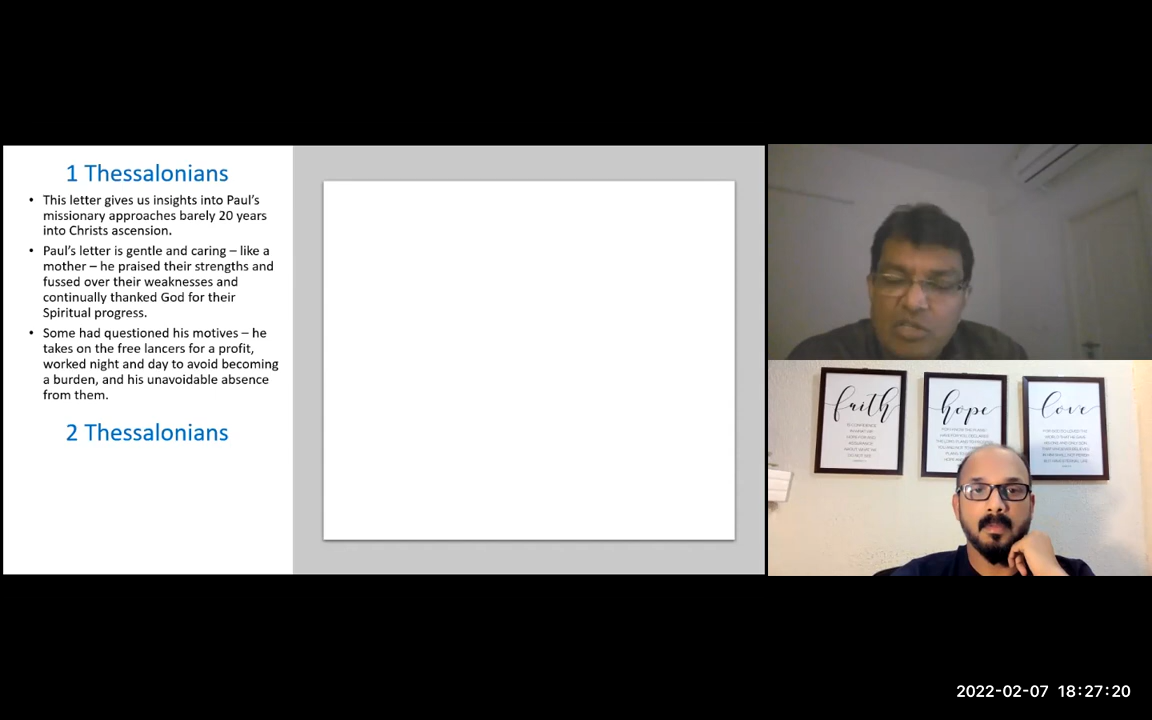 1 Thessalonians
• This letter gives us insights into Paul's
missionary approaches barely 20 years
into Christs ascension.
• Paul's letter is gentle and caring – like a
mother – he praised their strengths and
fussed over their weaknesses and
continually thanked God for their
Spiritual progress.
• Some had questioned his motives – he
takes on the free lancers for a profit,
worked night and day to avoid becoming
a burden, and his unavoidable absence
from them.
2 Thessalonians
faith
hope
love
2022-02-07 18:27:20